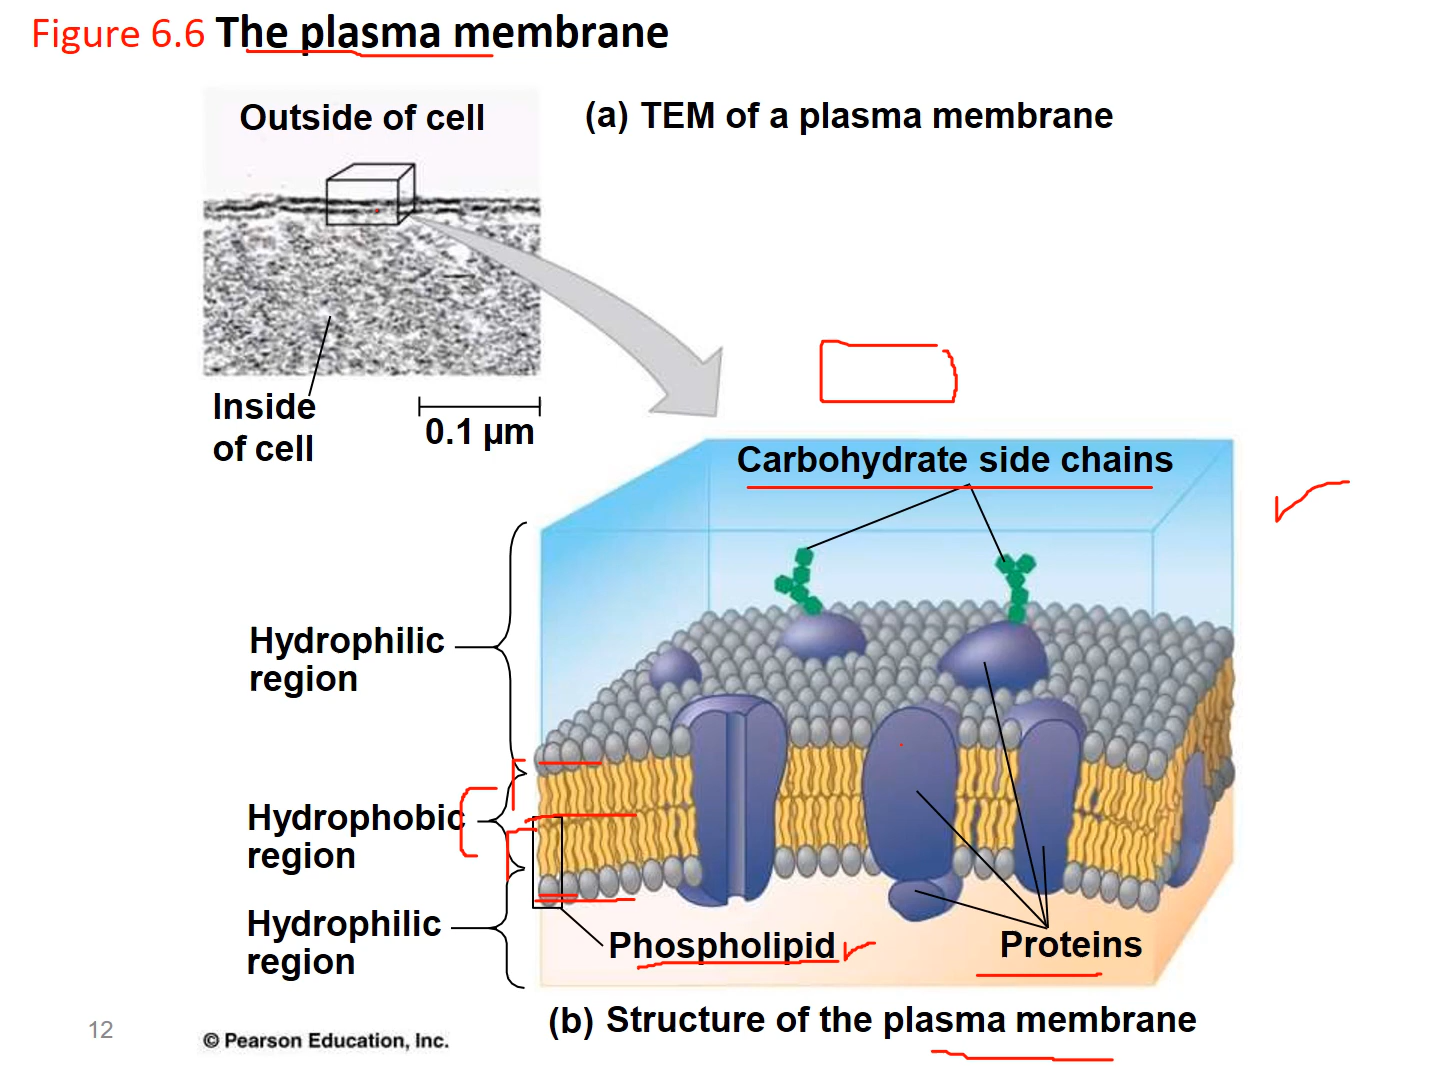 Figure 6.6 The plasma membrane
Outside of cell
(a) TEM of a plasma membrane
Inside
of cell
0.1 µm
Carbohydrate side chains
Hydrophilic
region
Hydrophobic
region
Hydrophilic
region
Phospholipid
Proteins
(b) Structure of the plasma membrane
12
© Pearson Education, Inc.